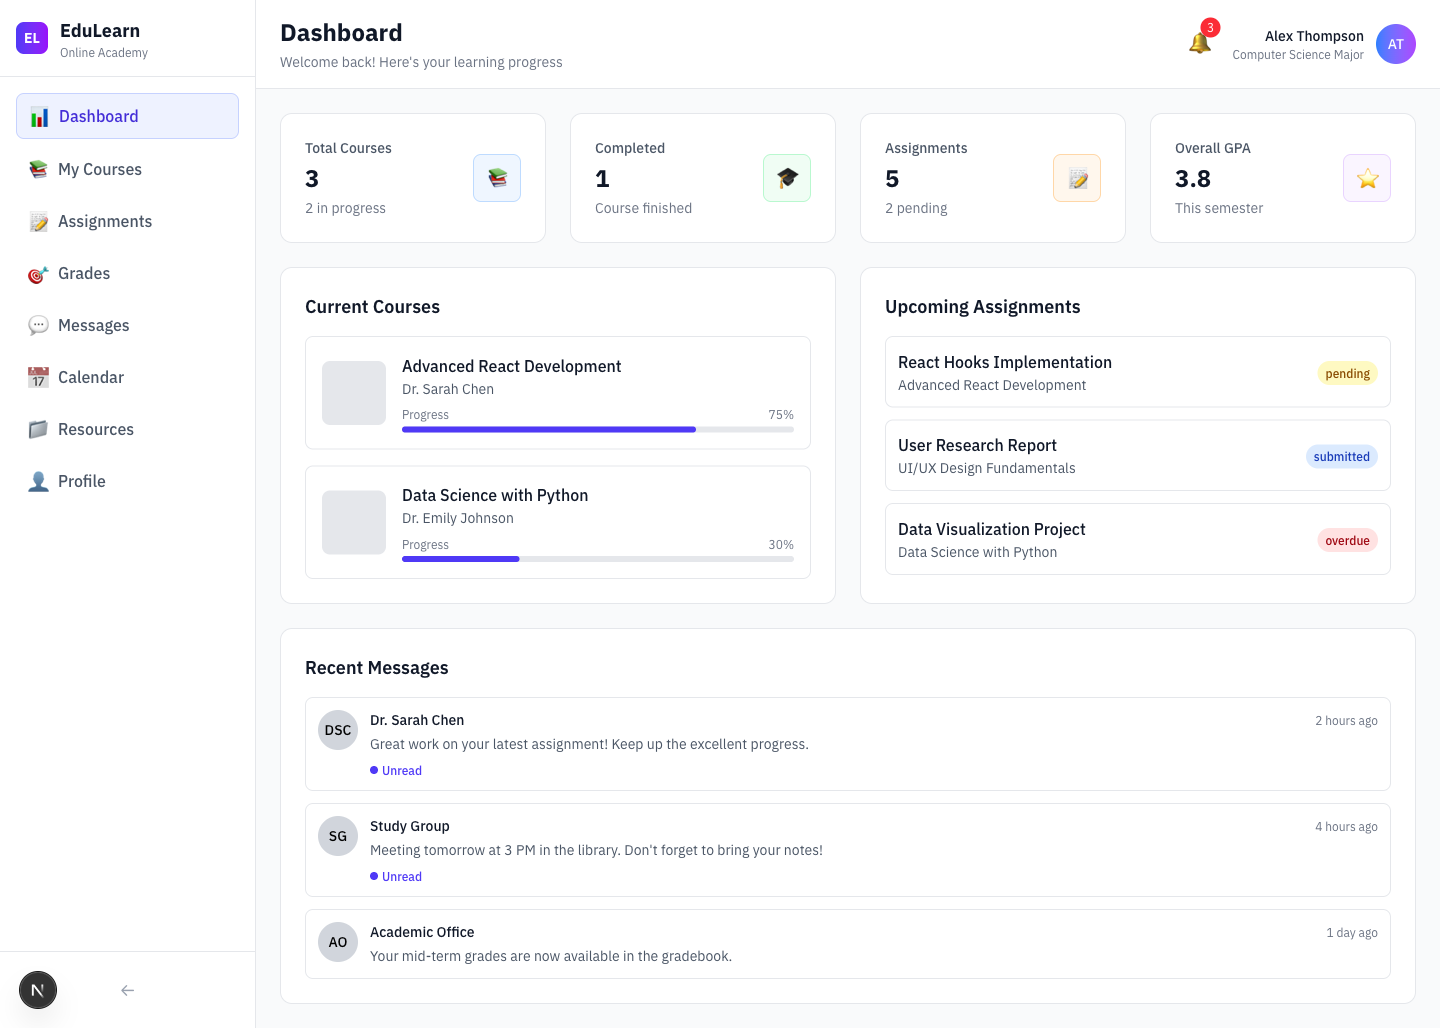 EL
EduLearn
Online Academy
Dashboard
My Courses
Assignments
Grades
Messages
17
Calendar
Resources
Profile
N
←
Dashboard
Welcome back! Here's your learning progress
3
Alex Thompson
Computer Science Major
AT
Total Courses
3
2 in progress
Completed
1
Course finished
Assignments
5
2 pending
Overall GPA
3.8
This semester
Current Courses
Advanced React Development
Dr. Sarah Chen
Progress 75%
Data Science with Python
Dr. Emily Johnson
Progress 30%
Upcoming Assignments
React Hooks Implementation
Advanced React Development
pending
User Research Report
UI/UX Design Fundamentals
submitted
Data Visualization Project
Data Science with Python
overdue
Recent Messages
DSC
Dr. Sarah Chen 2 hours ago
Great work on your latest assignment! Keep up the excellent progress.
Unread
SG
Study Group 4 hours ago
Meeting tomorrow at 3 PM in the library. Don't forget to bring your notes!
Unread
AO
Academic Office 1 day ago
Your mid-term grades are now available in the gradebook.